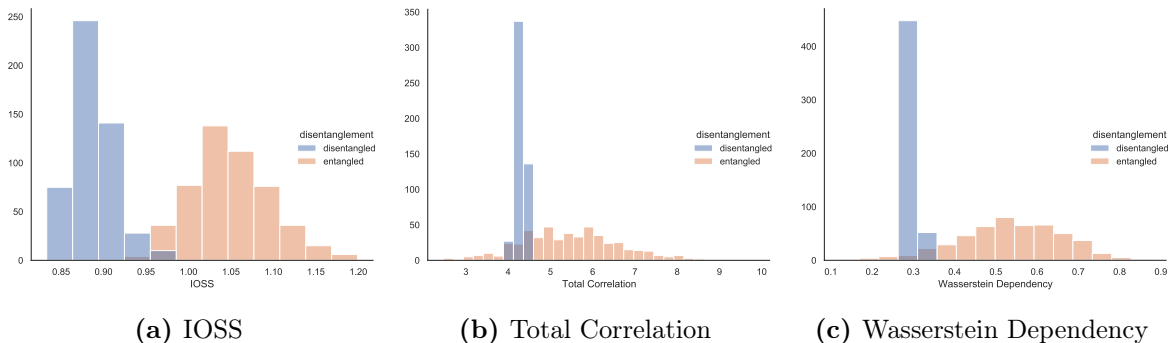 250
200
150
100
50
0
0.85 0.90 0.95 1.00 1.05 1.10 1.15 1.20
IOSS
disentanglement
disentangled
entangled
(a) IOSS
350
300
250
200
150
100
50
0
3 4 5 6 7 8 9 10
Total Correlation
disentanglement
disentangled
entangled
(b) Total Correlation
400
300
200
100
0
0.1 0.2 0.3 0.4 0.5 0.6 0.7 0.8 0.9
Wasserstein Dependency
disentanglement
disentangled
entangled
(c) Wasserstein Dependency